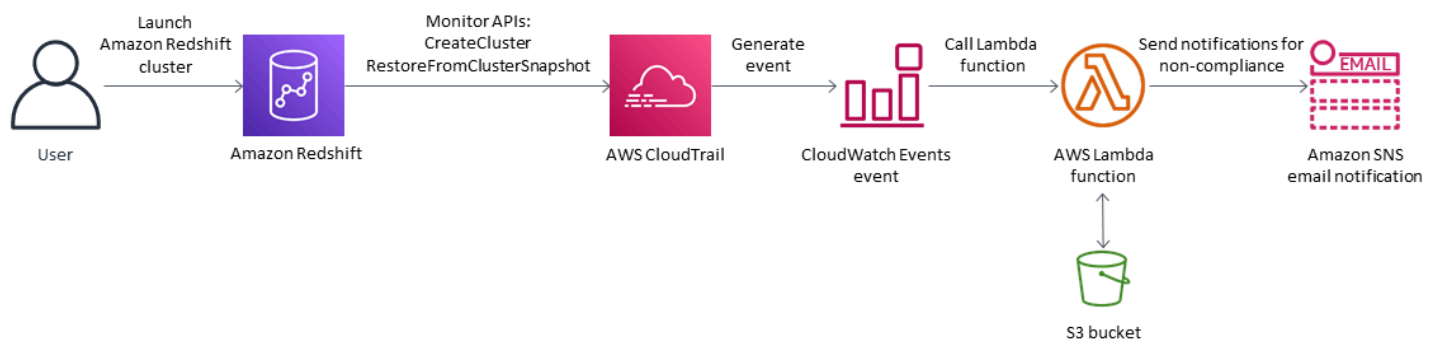 Launch
Amazon Redshift
cluster
Monitor APIs:
CreateCluster
RestoreFromClusterSnapshot
Generate
event
Call Lambda
function
Send notifications for
non-compliance
EMAIL
User
Amazon Redshift
AWS CloudTrail
CloudWatch Events
event
AWS Lambda
function
Amazon SNS
email notification
S3 bucket